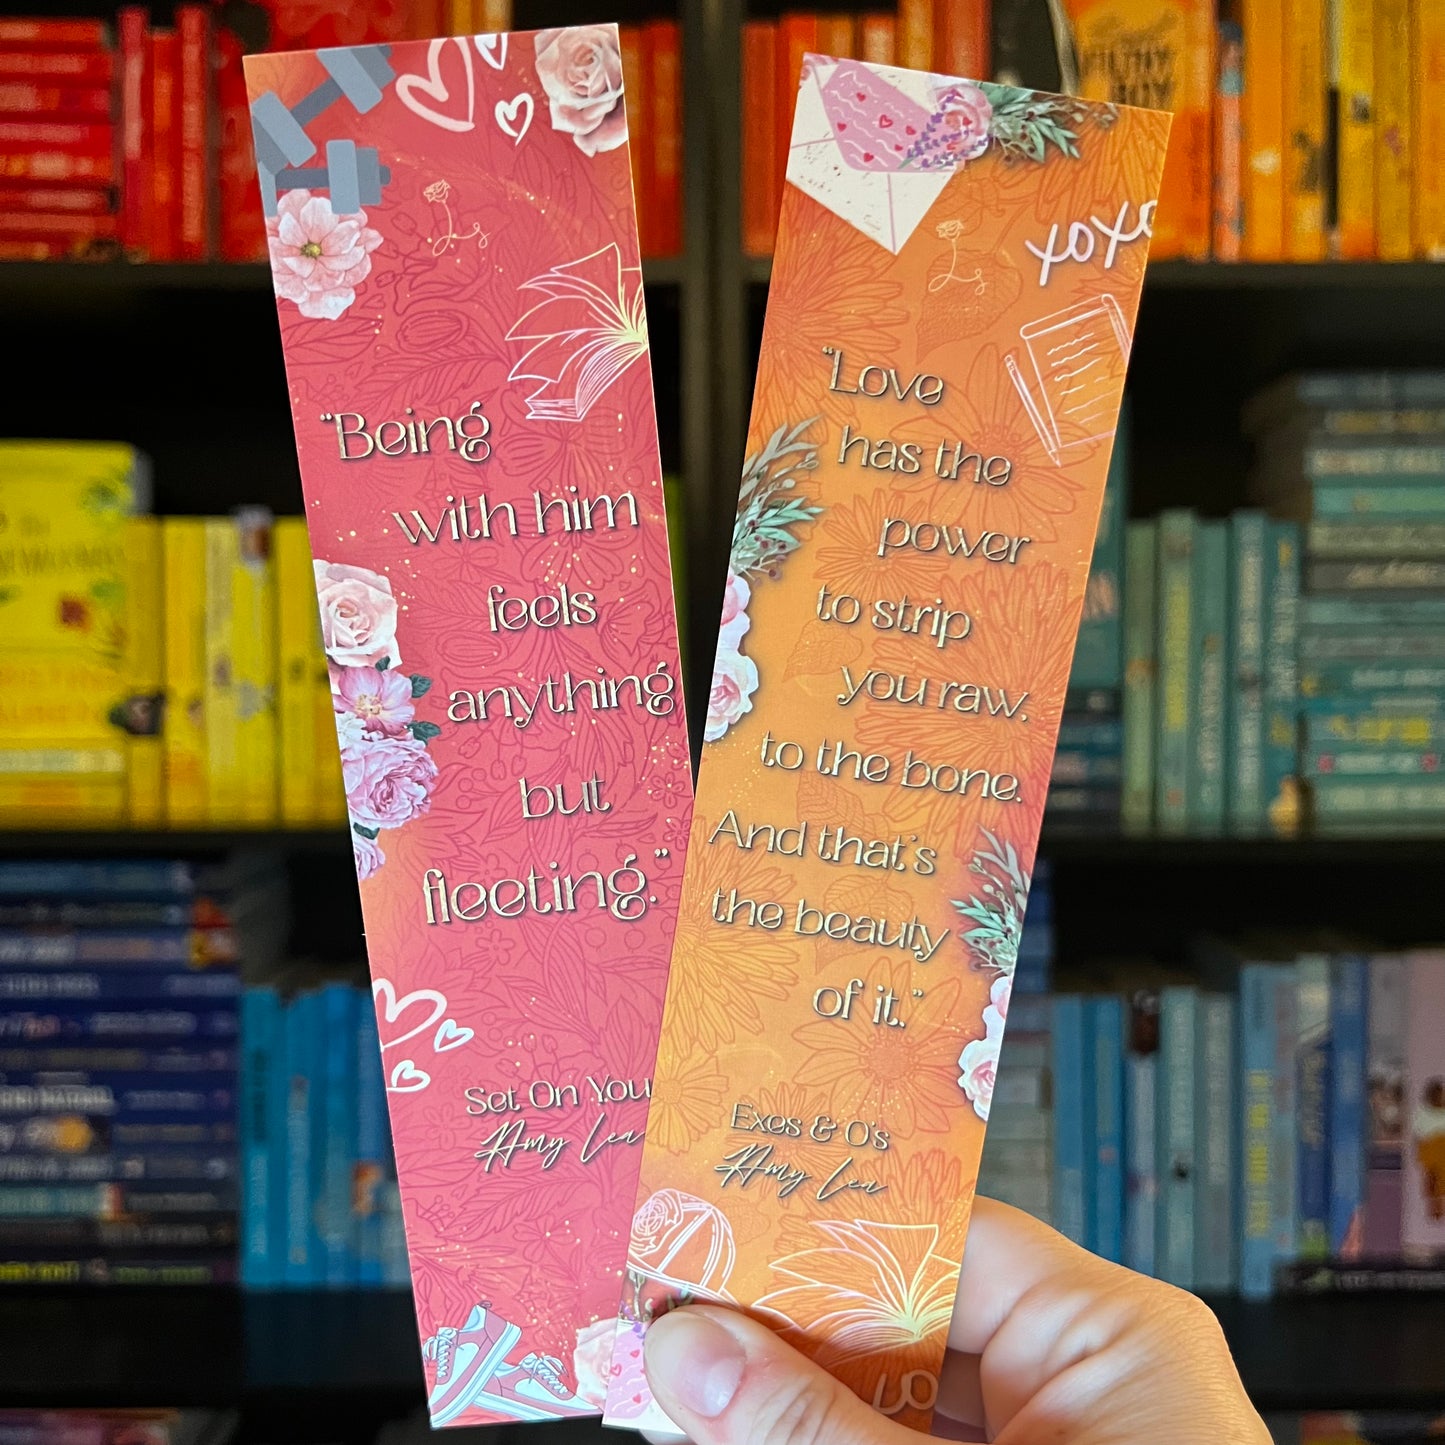 “Being
with him
feels
anything
but
fleeting.”
Set On You
Amy Lea
XOXO
“Love
has the
power
to strip
you raw,
to the bone.
And that's
the beauty
of it.”
Exes & O's
Amy Lea
FILTHY